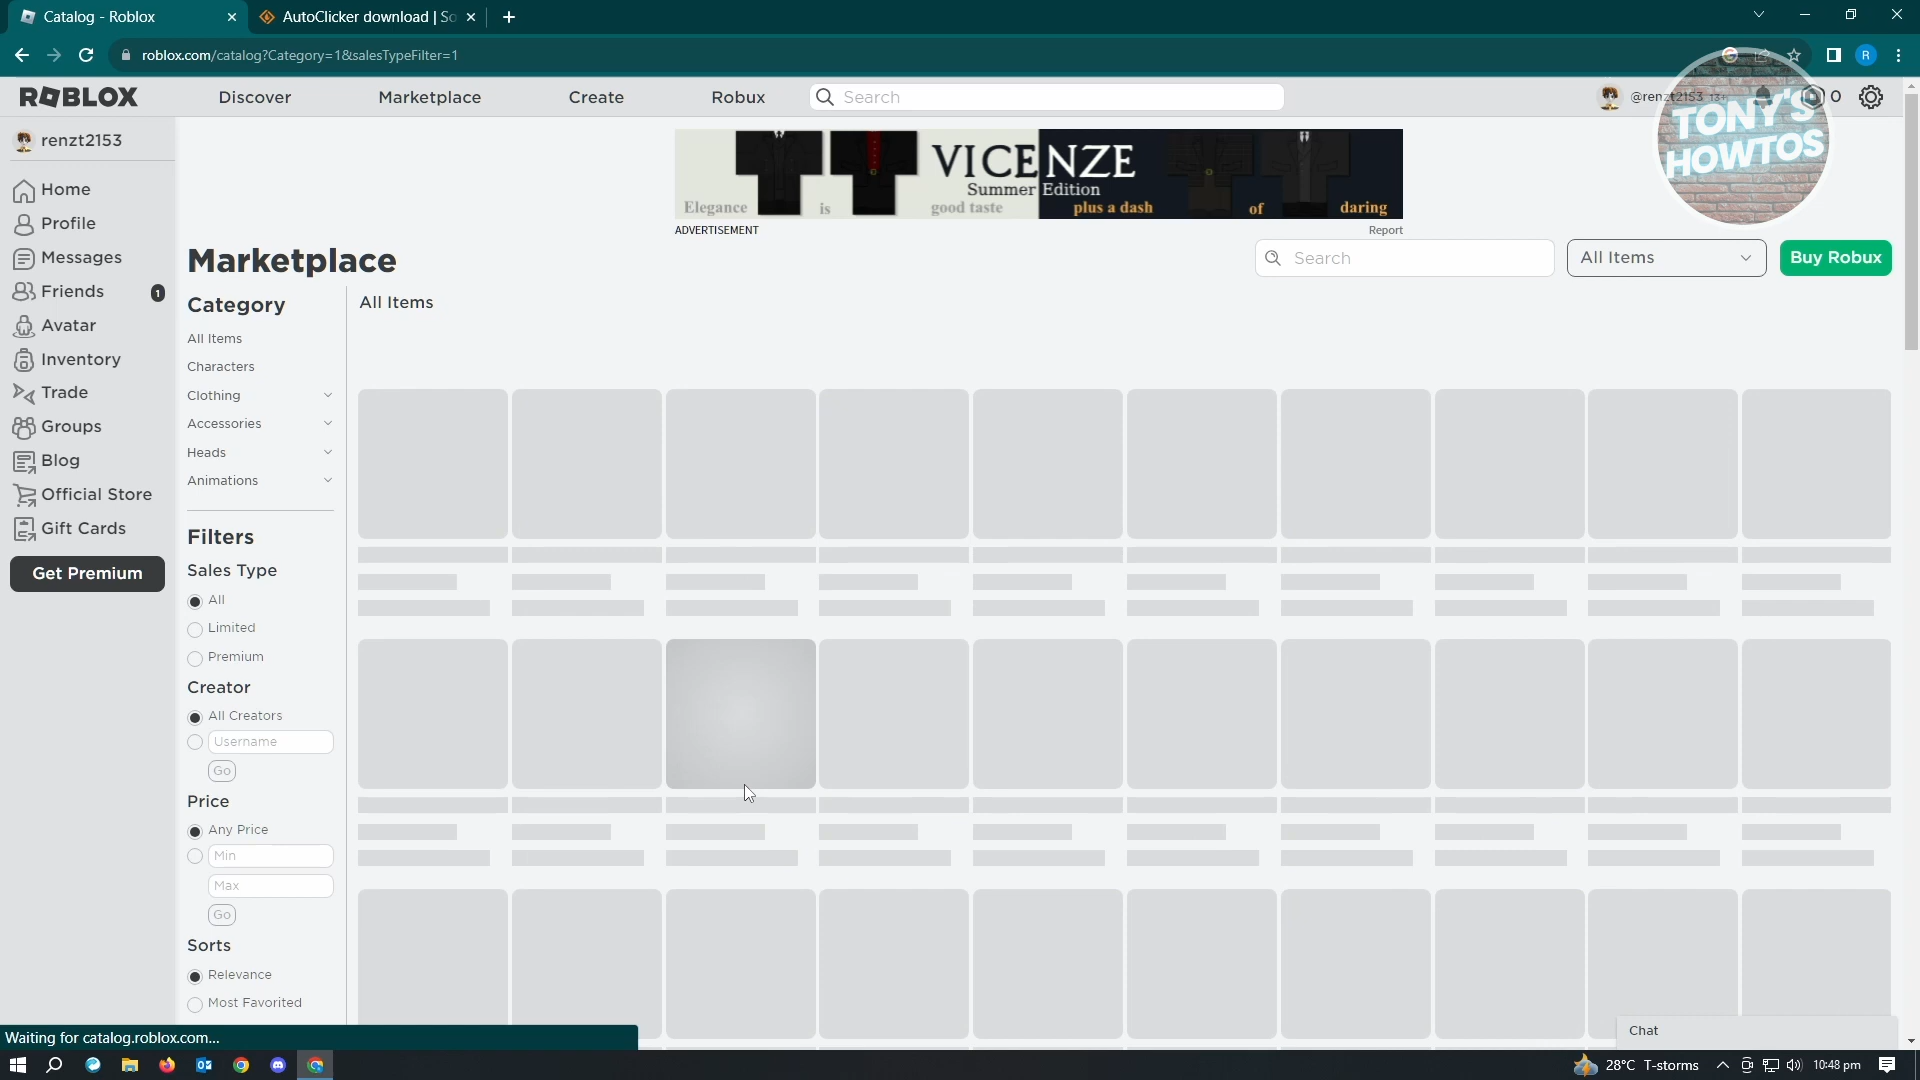 Catalog - Roblox
AutoClicker download | So
roblox.com/catalog?Category=1&salesTypeFilter=1
ROBLOX
Discover
Marketplace
Create
Robux
Search
@renzt2153 13+
0
TONY'S
HOWTOS
renzt2153
Home
Profile
Messages
Friends
1
Avatar
Inventory
Trade
Groups
Blog
Official Store
Gift Cards
Get Premium
VICENZE
Summer Edition
Elegance is good taste plus a dash of daring
ADVERTISEMENT
Report
Marketplace
Search
All Items
Buy Robux
Category
All Items
All Items
Characters
Clothing
Accessories
Heads
Animations
Filters
Sales Type
All
Limited
Premium
Creator
All Creators
Username
Go
Price
Any Price
Min
Max
Go
Sorts
Relevance
Most Favorited
Waiting for catalog.roblox.com...
Chat
28°C T-storms
10:48 pm